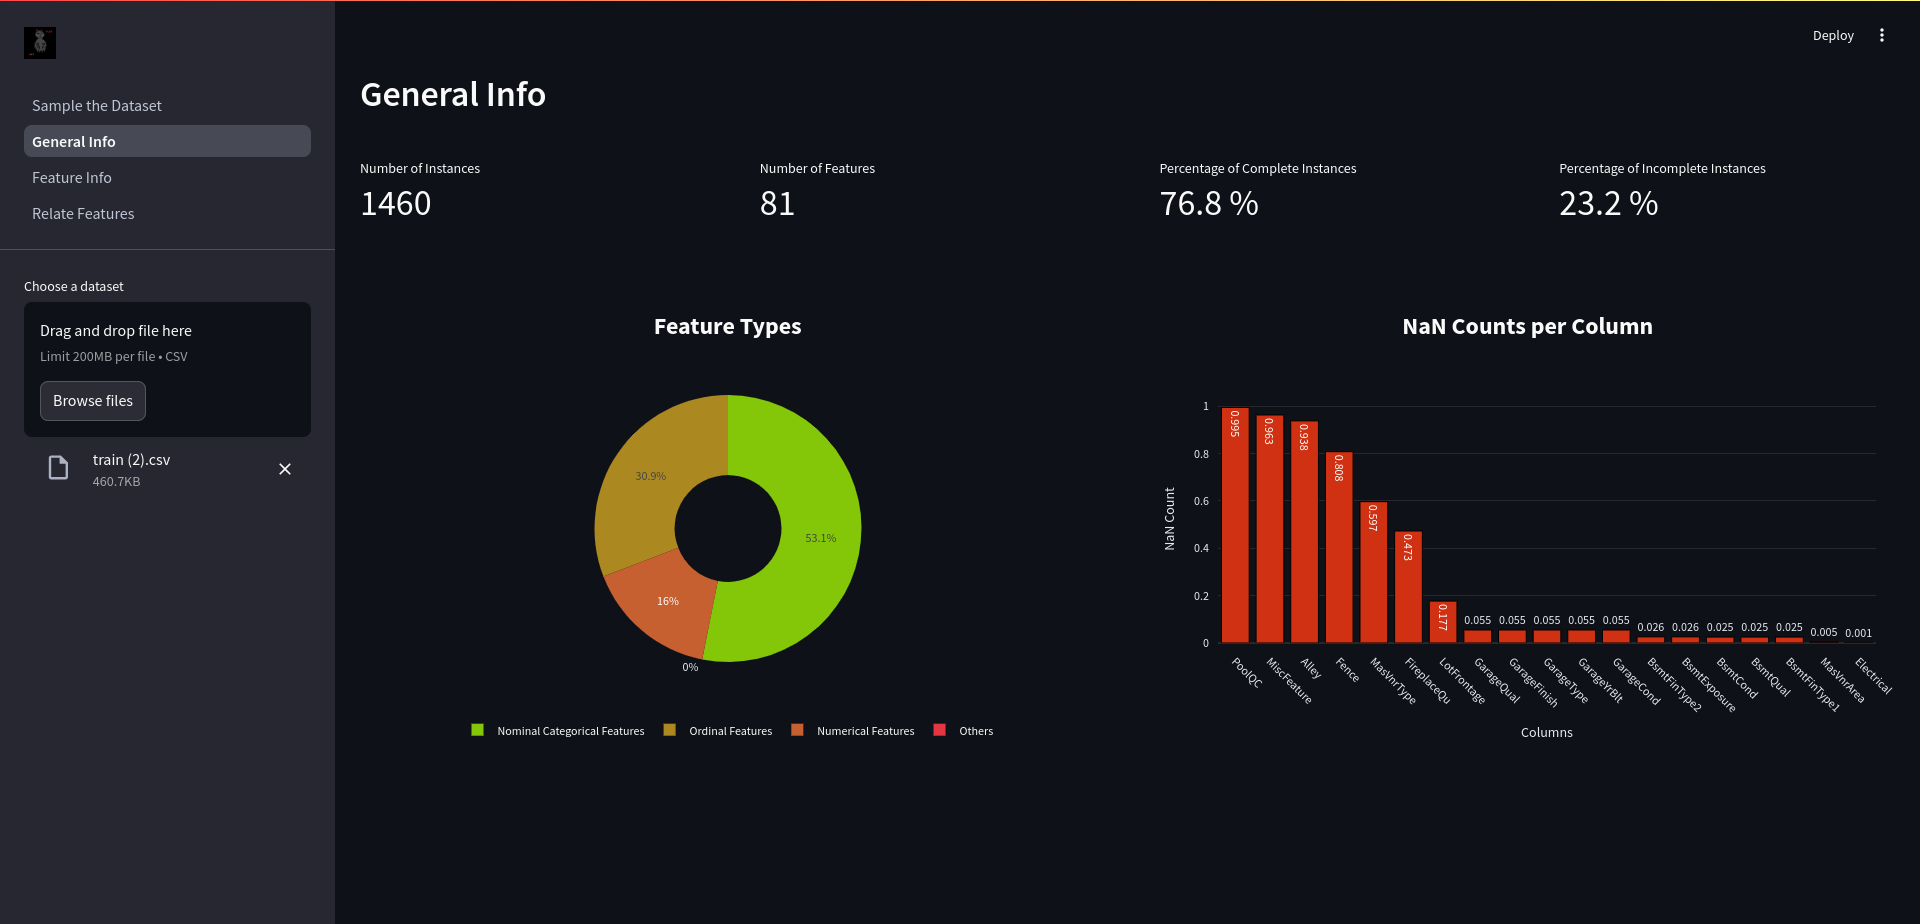 Deploy
Sample the Dataset
General Info
Feature Info
Relate Features
Choose a dataset
Drag and drop file here
Limit 200MB per file • CSV
Browse files
train (2).csv
460.7KB
General Info
Number of Instances
1460
Number of Features
81
Percentage of Complete Instances
76.8 %
Percentage of Incomplete Instances
23.2 %
Feature Types
30.9%
53.1%
16%
0%
Nominal Categorical Features
Ordinal Features
Numerical Features
Others
NaN Counts per Column
NaN Count
1
0.8
0.6
0.4
0.2
0
0.995
0.963
0.938
0.808
0.597
0.473
0.177
0.055
0.055
0.055
0.055
0.055
0.026
0.026
0.025
0.025
0.025
0.005
0.001
PoolQC
MiscFeature
Alley
Fence
MasVnrType
FireplaceQu
LotFrontage
GarageQual
GarageFinish
GarageType
GarageYrBlt
GarageCond
BsmtFinType2
BsmtExposure
BsmtCond
BsmtQual
BsmtFinType1
MasVnrArea
Electrical
Columns